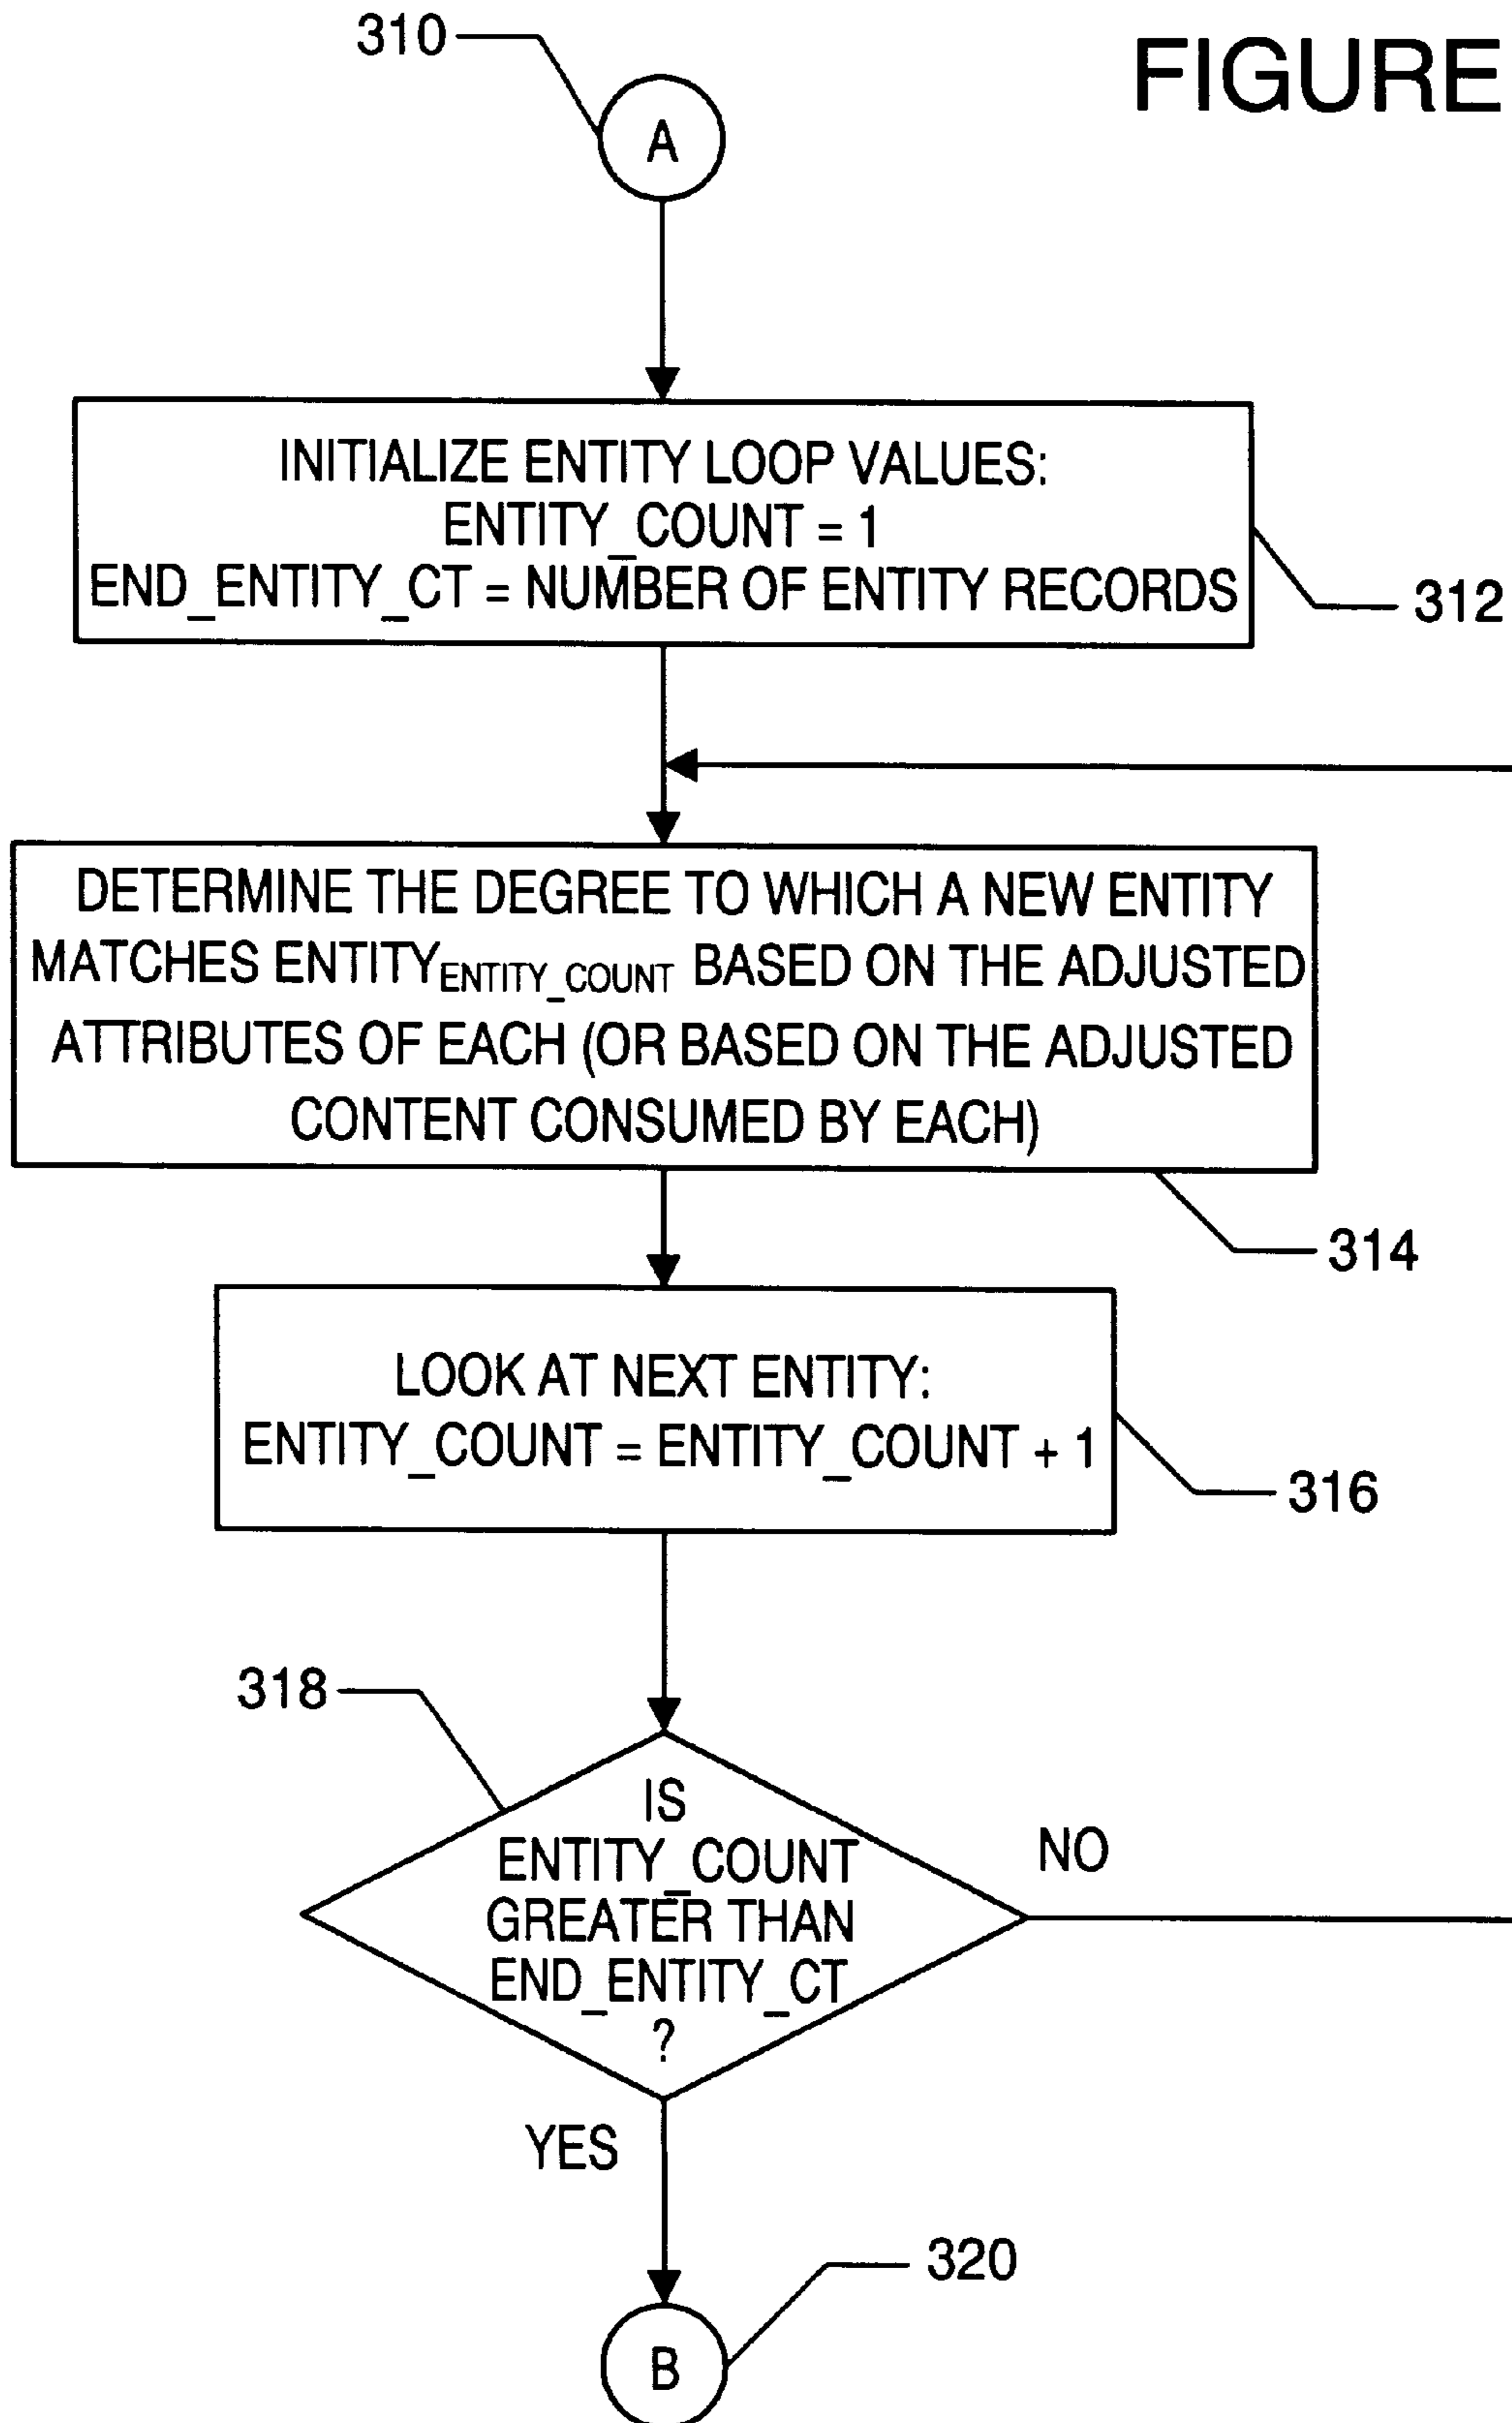 310
FIGURE
A
INITIALIZE ENTITY LOOP VALUES:
ENTITY_COUNT = 1
END_ENTITY_CT = NUMBER OF ENTITY RECORDS
312
DETERMINE THE DEGREE TO WHICH A NEW ENTITY
MATCHES ENTITY ENTITY_COUNT BASED ON THE ADJUSTED
ATTRIBUTES OF EACH (OR BASED ON THE ADJUSTED
CONTENT CONSUMED BY EACH)
314
LOOK AT NEXT ENTITY:
ENTITY_COUNT = ENTITY_COUNT + 1
316
318
IS
ENTITY_COUNT
GREATER THAN
END_ENTITY_CT
?
NO
YES
320
B